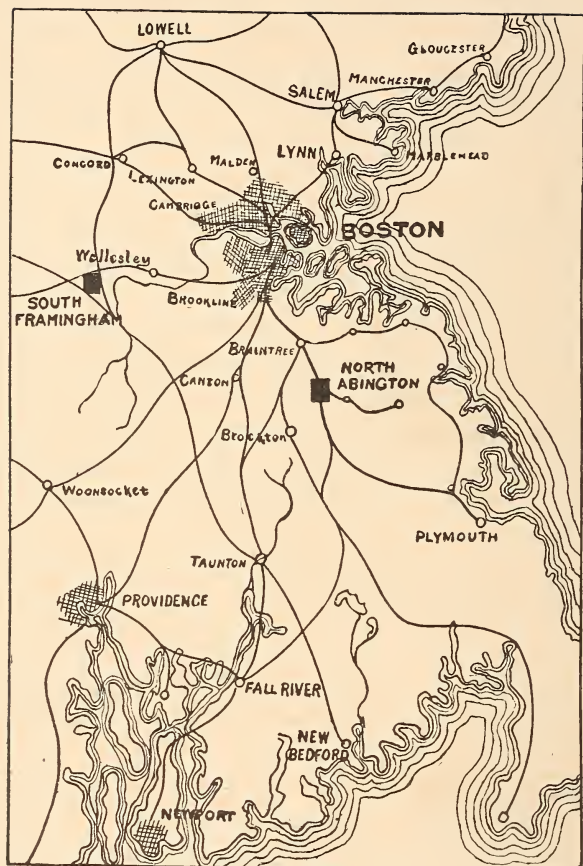 LOWELL
GLOUCESTER
MANCHESTER
SALEM
MARBLEHEAD
LYNN
MALDEN
CONCORD
LEXINGTON
CAMBRIDGE
BOSTON
Wellesley
BROOKLINE
SOUTH
FRAMINGHAM
BRAINTREE
NORTH
ABINGTON
CANTON
BROCKTON
WOONSOCKET
PLYMOUTH
TAUNTON
PROVIDENCE
FALL RIVER
NEW
BEDFORD
NEWPORT